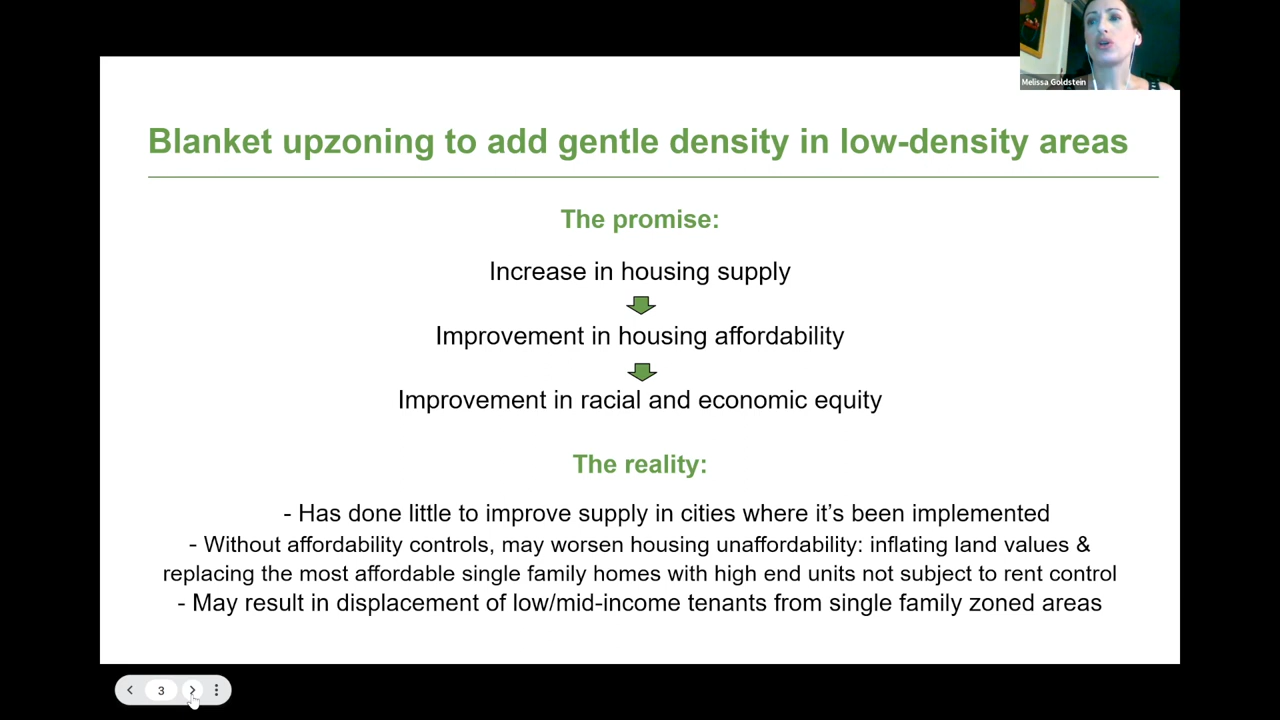 Melissa Goldstein
Blanket upzoning to add gentle density in low-density areas
The promise:
Increase in housing supply
Improvement in housing affordability
Improvement in racial and economic equity
The reality:
- Has done little to improve supply in cities where it’s been implemented
- Without affordability controls, may worsen housing unaffordability: inflating land values &
replacing the most affordable single family homes with high end units not subject to rent control
- May result in displacement of low/mid-income tenants from single family zoned areas
3